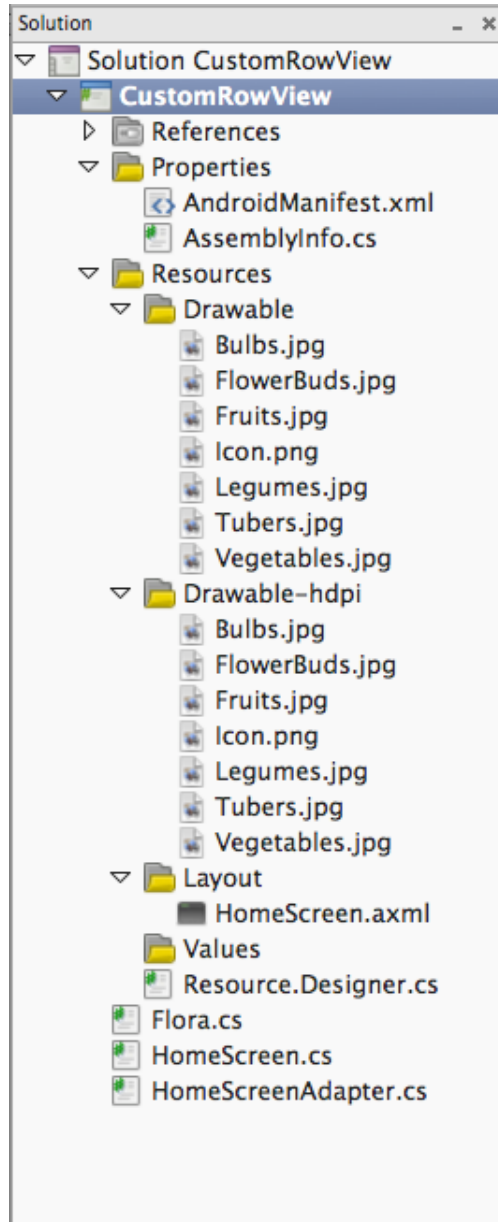 Solution
Solution CustomRowView
CustomRowView
References
Properties
AndroidManifest.xml
AssemblyInfo.cs
Resources
Drawable
Bulbs.jpg
FlowerBuds.jpg
Fruits.jpg
Icon.png
Legumes.jpg
Tubers.jpg
Vegetables.jpg
Drawable-hdpi
Bulbs.jpg
FlowerBuds.jpg
Fruits.jpg
Icon.png
Legumes.jpg
Tubers.jpg
Vegetables.jpg
Layout
HomeScreen.axml
Values
Resource.Designer.cs
Flora.cs
HomeScreen.cs
HomeScreenAdapter.cs